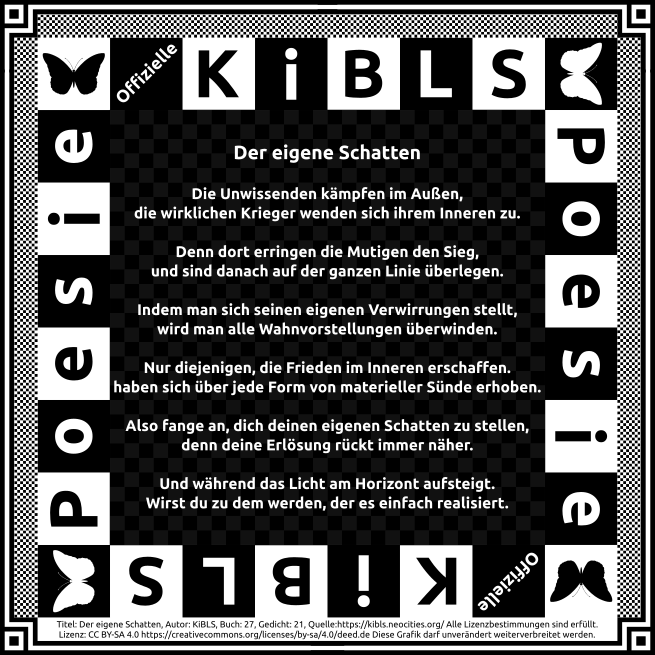 Offizielle
KiBLS
Poesie
Der eigene Schatten
Die Unwissenden kämpfen im Außen,
die wirklichen Krieger wenden sich ihrem Inneren zu.
Denn dort erringen die Mutigen den Sieg,
und sind danach auf der ganzen Linie überlegen.
Indem man sich seinen eigenen Verwirrungen stellt,
wird man alle Wahnvorstellungen überwinden.
Nur diejenigen, die Frieden im Inneren erschaffen.
haben sich über jede Form von materieller Sünde erhoben.
Also fange an, dich deinen eigenen Schatten zu stellen,
denn deine Erlösung rückt immer näher.
Und während das Licht am Horizont aufsteigt.
Wirst du zu dem werden, der es einfach realisiert.
Offizielle
KiBLS
Poesie
Titel: Der eigene Schatten, Autor: KiBLS, Buch: 27, Gedicht: 21, Quelle:https://kibls.neocities.org/ Alle Lizenzbestimmungen sind erfüllt.
Lizenz: CC BY-SA 4.0 https://creativecommons.org/licenses/by-sa/4.0/deed.de Diese Grafik darf unverändert weiterverbreitet werden.